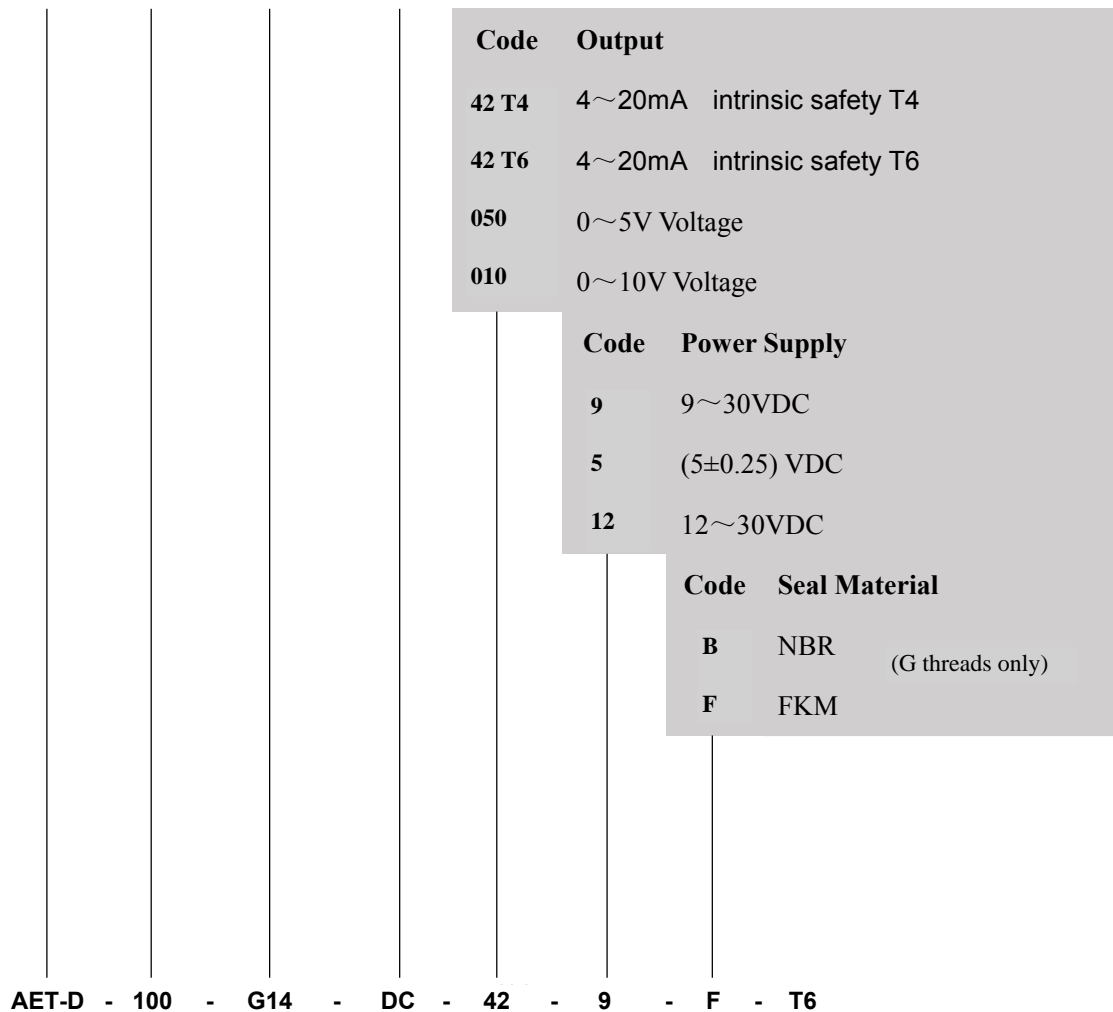 Code Output
42 T4 4～20mA intrinsic safety T4
42 T6 4～20mA intrinsic safety T6
050 0～5V Voltage
010 0～10V Voltage
Code Power Supply
9 9～30VDC
5 (5±0.25) VDC
12 12～30VDC
Code Seal Material
B NBR (G threads only)
F FKM
AET-D - 100 - G14 - DC - 42 - 9 - F - T6